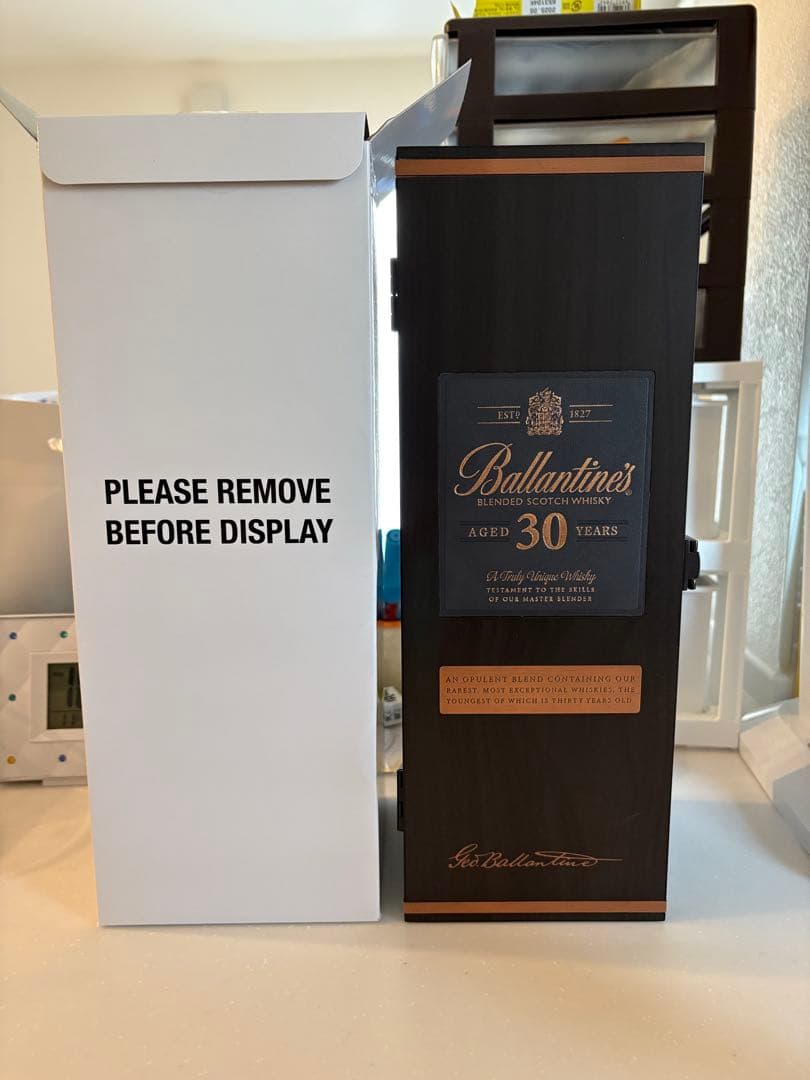 PLEASE REMOVE
BEFORE DISPLAY
ESTD 1827
Ballantine's
BLENDED SCOTCH WHISKY
AGED 30 YEARS
A Truly Unique Whisky
TESTAMENT TO THE SKILLS
OF OUR MASTER BLENDER
AN OPULENT BLEND CONTAINING OUR
RAREST, MOST EXCEPTIONAL WHISKIES, THE
YOUNGEST OF WHICH IS THIRTY YEARS OLD
Geo. Ballantine